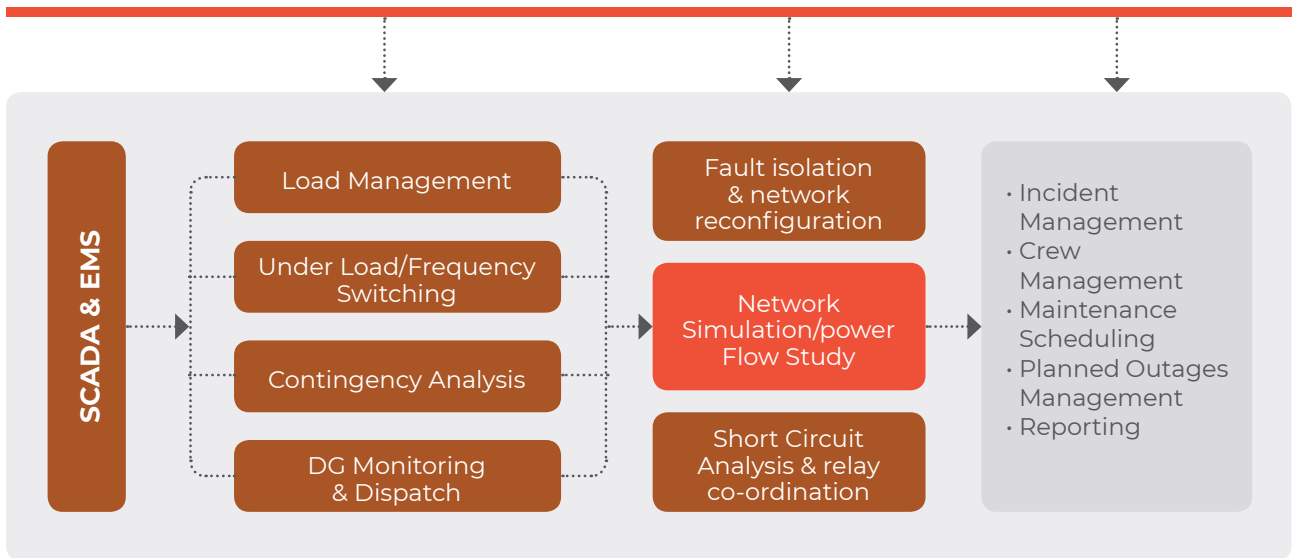 SCADA & EMS
Load Management
Under Load/Frequency
Switching
Contingency Analysis
DG Monitoring
& Dispatch
Fault isolation
& network
reconfiguration
Network
Simulation/power
Flow Study
Short Circuit
Analysis & relay
co-ordination
• Incident
Management
• Crew
Management
• Maintenance
Scheduling
• Planned Outages
Management
• Reporting